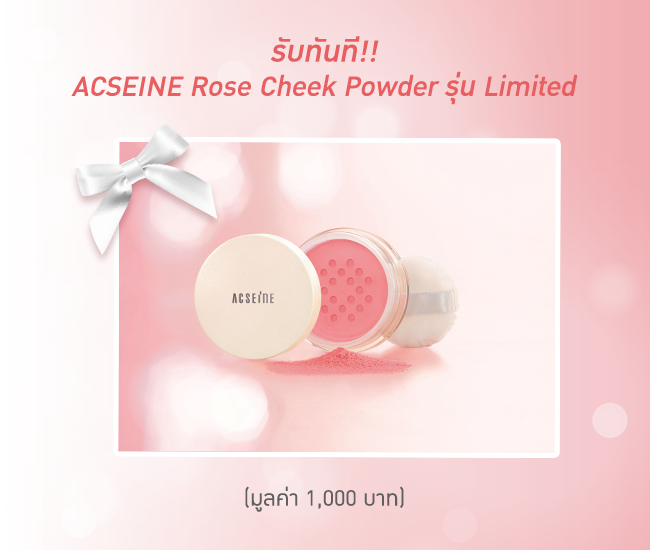 รับทันที!!
ACSEINE Rose Cheek Powder รุ่น Limited
ACSEINE
(มูลค่า 1,000 บาท)